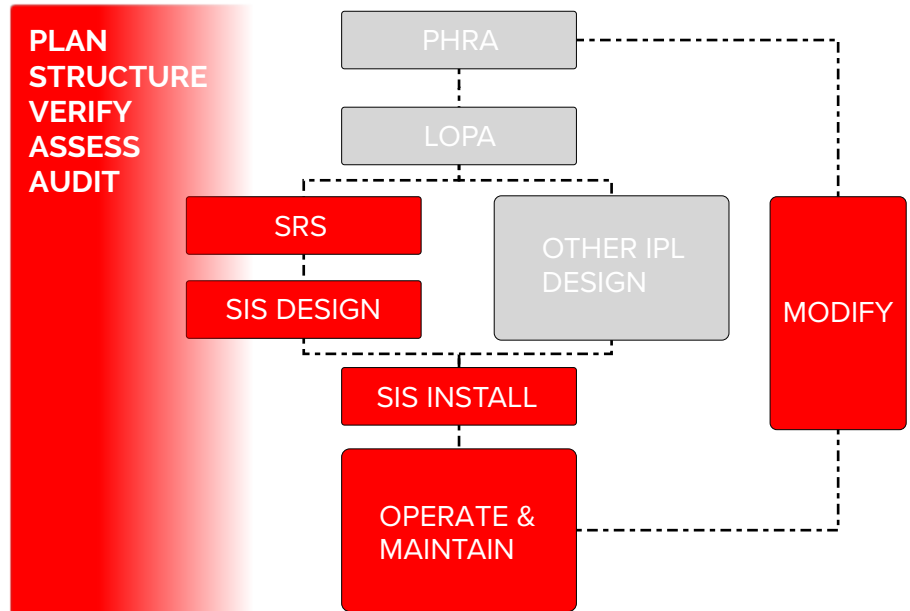 PLAN
STRUCTURE
VERIFY
ASSESS
AUDIT
PHRA
LOPA
SRS
SIS DESIGN
OTHER IPL
DESIGN
MODIFY
SIS INSTALL
OPERATE &
MAINTAIN